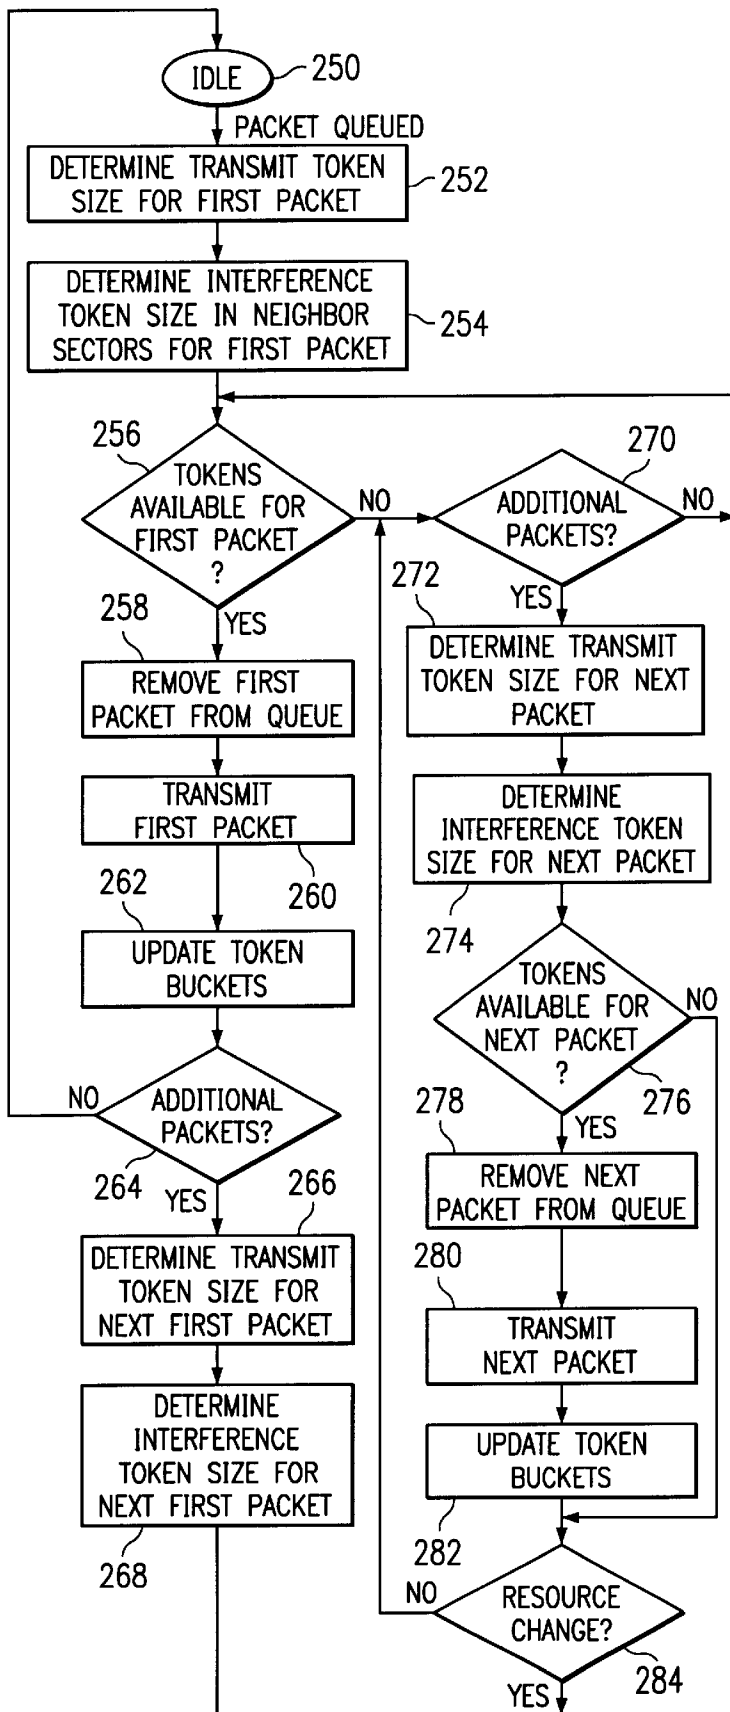 IDLE
250
PACKET QUEUED
DETERMINE TRANSMIT TOKEN
SIZE FOR FIRST PACKET
252
DETERMINE INTERFERENCE
TOKEN SIZE IN NEIGHBOR
SECTORS FOR FIRST PACKET
254
256
TOKENS
AVAILABLE FOR
FIRST PACKET
?
NO
YES
258
REMOVE FIRST
PACKET FROM QUEUE
TRANSMIT
FIRST PACKET
260
262
UPDATE TOKEN
BUCKETS
NO
ADDITIONAL
PACKETS?
264
YES
266
DETERMINE TRANSMIT
TOKEN SIZE FOR
NEXT FIRST PACKET
DETERMINE
INTERFERENCE
TOKEN SIZE FOR
NEXT FIRST PACKET
268
270
ADDITIONAL
PACKETS?
NO
YES
272
DETERMINE TRANSMIT
TOKEN SIZE FOR NEXT
PACKET
DETERMINE
INTERFERENCE TOKEN
SIZE FOR NEXT PACKET
274
TOKENS
AVAILABLE FOR
NEXT PACKET
?
NO
276
YES
278
REMOVE NEXT
PACKET FROM QUEUE
280
TRANSMIT
NEXT PACKET
UPDATE TOKEN
BUCKETS
282
NO
RESOURCE
CHANGE?
284
YES